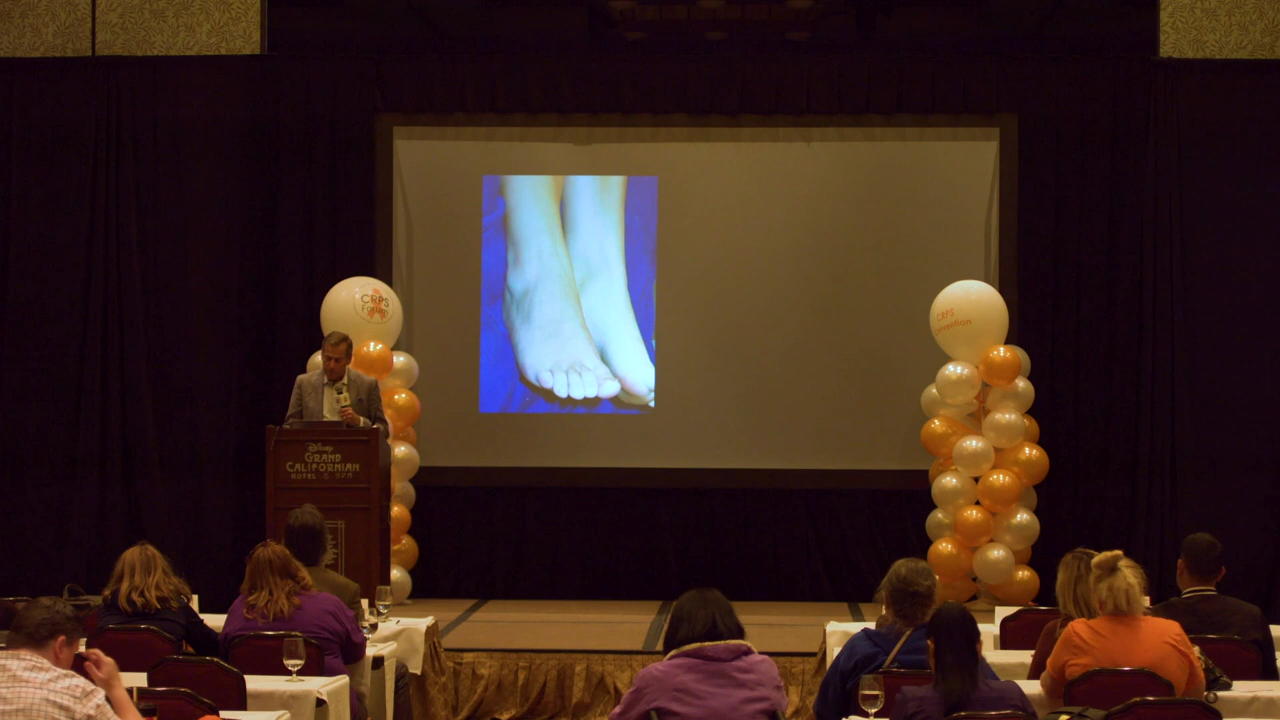 CRPS
Forum
Disney
GRAND
CALIFORNIAN
HOTEL & SPA
CRPS
Convention